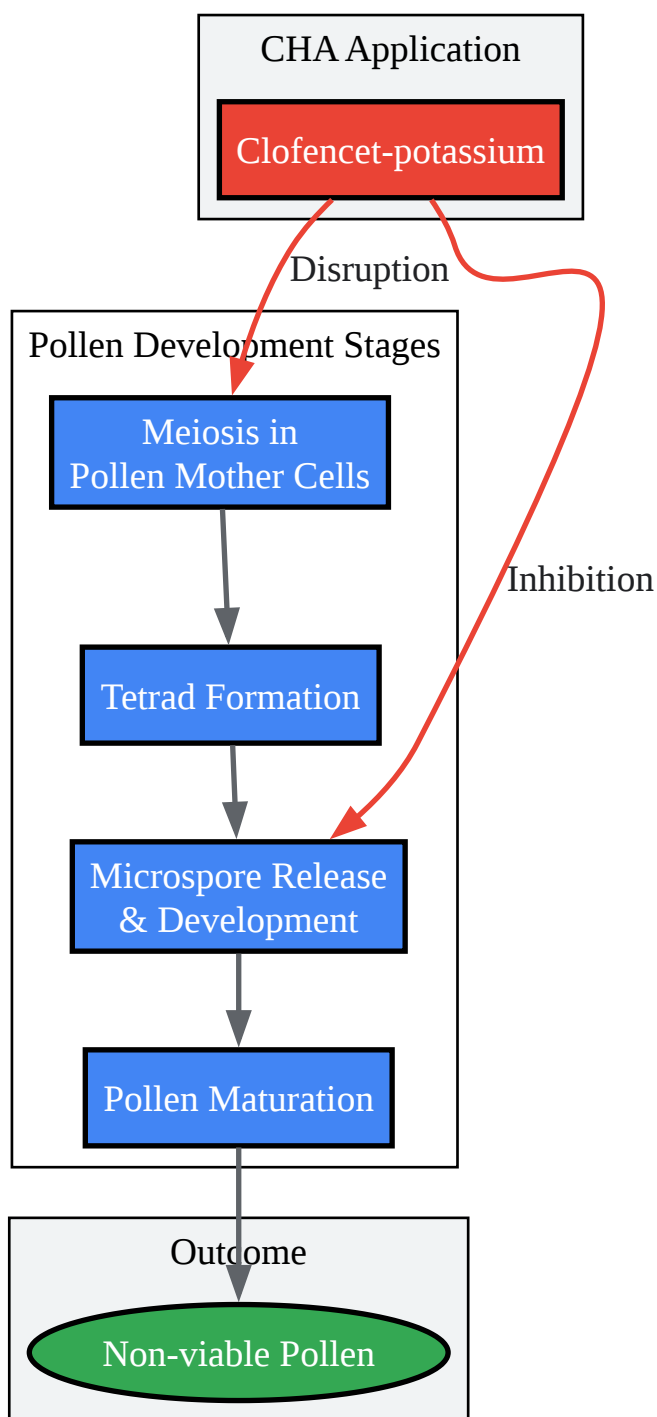 CHA Application
Clofencet-potassium
Disruption
Pollen Development Stages
Meiosis in
Pollen Mother Cells
Inhibition
Tetrad Formation
Microspore Release
& Development
Pollen Maturation
Outcome
Non-viable Pollen